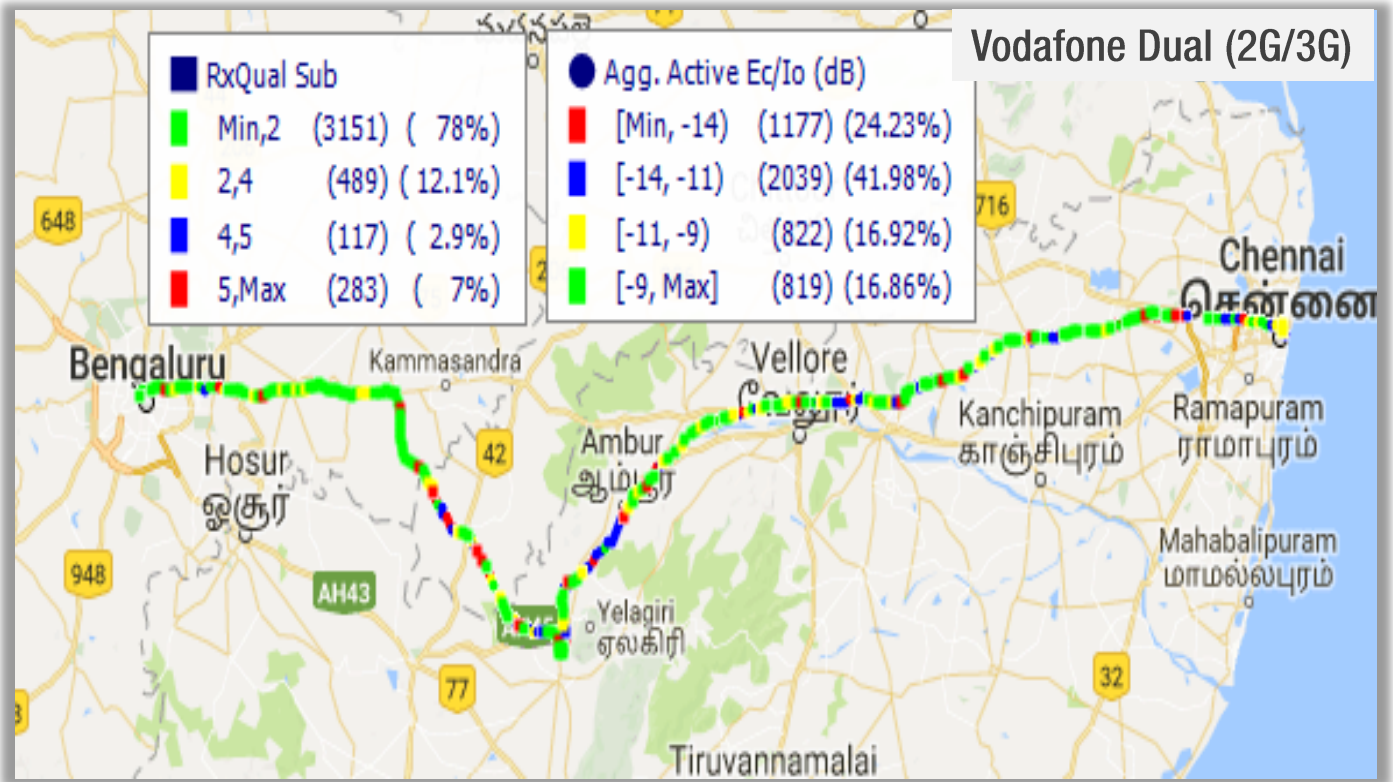 Vodafone Dual (2G/3G)
RxQual Sub
Min,2 (3151) ( 78%)
2,4 (489) ( 12.1%)
4,5 (117) ( 2.9%)
5,Max (283) ( 7%)
Agg. Active Ec/Io (dB)
[Min, -14) (1177) (24.23%)
[-14, -11) (2039) (41.98%)
[-11, -9) (822) (16.92%)
[-9, Max] (819) (16.86%)
648
716
Chennai
சென்னை
Bengaluru
Kammasandra
Vellore
வேலூர்
Kanchipuram
காஞ்சிபுரம்
Ramapuram
ராமாபுரம்
Hosur
ஓசூர்
42
Ambur
ஆம்பூர்
948
AH43
Mahabalipuram
மாமல்லபுரம்
Yelagiri
ஏலகிரி
77
32
Tiruvannamalai